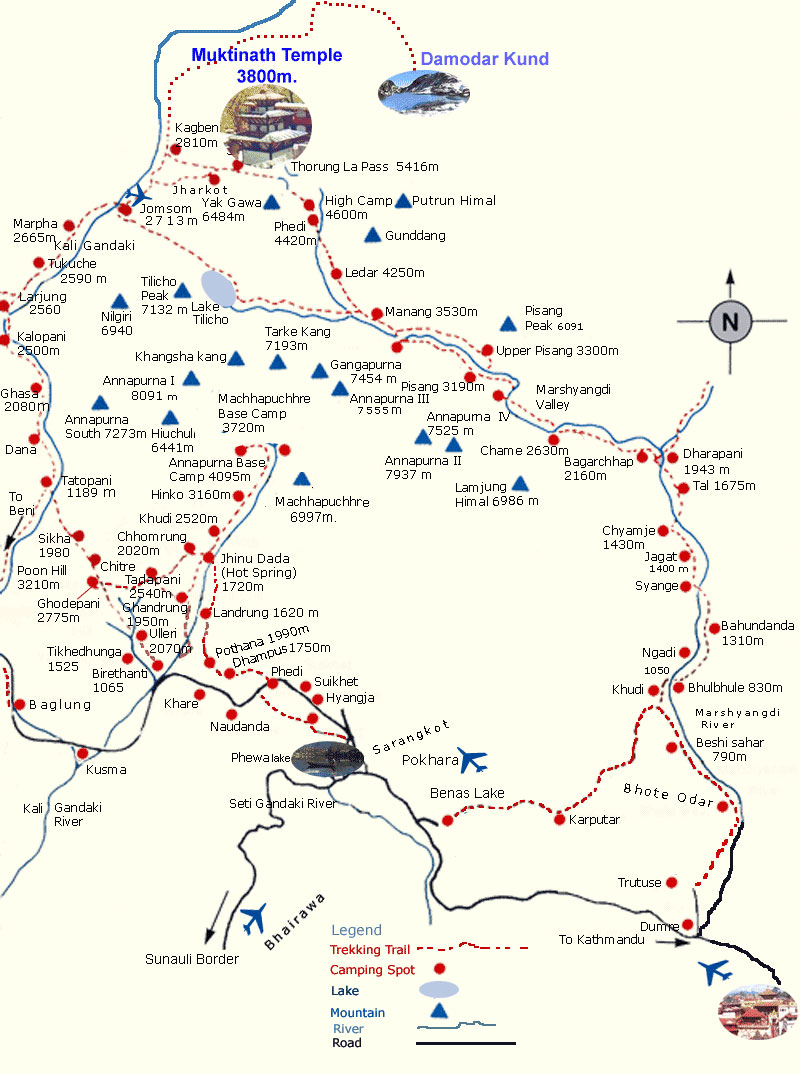 Muktinath Temple
3800m.
Damodar Kund
Kagben
2810m
Thorung La Pass 5416m
Jharkot
Yak Gawa
6484m
High Camp
4600m
Putrun Himal
Jomsom
2713m
Phedi
4420m
Gunddang
Marpha
2665m
Kali Gandaki
Tukuche
2590 m
Ledar 4250m
Tilicho
Peak
7132 m
Lake
Tilicho
Larjung
2560
Nilgiri
6940
Manang 3530m
Pisang
Peak 6091
N
Kalopani
2500m
Tarke Kang
7193m
Khangsha kang
Upper Pisang 3300m
Gangapurna
7454 m
Annapurna I
8091 m
Pisang 3190m
Ghasa
2080m
Annapurna III
7555m
Marshyangdi
Valley
Machhapuchhre
Base Camp
3720m
Annapurna
South 7273m
Hiuchuli
6441m
Annapurna IV
7525 m
Dana
Chame 2630m
Annapurna II
7937 m
Bagarchhap
2160m
Dharapani
1943 m
Annapurna Base
Camp 4095m
Tatopani
1189 m
Tal 1675m
Lamjung
Himal 6986 m
Hinko 3160m
Machhapuchhre
6997m.
To
Beni
Khudi 2520m
Chyamje
1430m
Sikha
1980
Chhomrung
2020m
Jagat
1400 m
Jhinu Dada
(Hot Spring)
1720m
Chitre
Poon Hill
3210m
Tadapani
2540m
Syange
Ghodepani
2775m
Ghandrung
1950m
Landrung 1620 m
Bahundanda
1310m
Ulleri
2070m
Pothana 1990m
Dhampus1750m
Tikhedhunga
1525
Ngadi
1050
Birethanti
1065
Phedi
Suikhet
Khudi
Bhulbhule 830m
Hyangja
Khare
Baglung
Marshyangdi
River
Naudanda
Sarangkot
Beshi sahar
790m
Phewa lake
Pokhara
Kusma
Benas Lake
Bhote Odar
Seti Gandaki River
Kali Gandaki
River
Karputar
Trutuse
Bhairawa
Dumre
Legend
To Kathmandu
Trekking Trail
Sunauli Border
Camping Spot
Lake
Mountain
River
Road